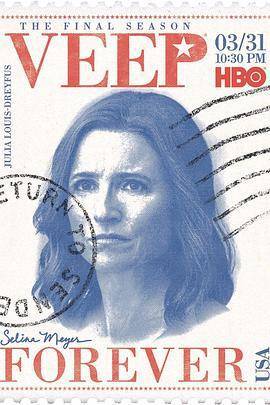 THE FINAL SEASON
VEEP
03/31
10:30 PM
HBO
JULIA LOUIS-DREYFUS
RETURN TO SENDER
Selina Meyer
FOREVER
USA